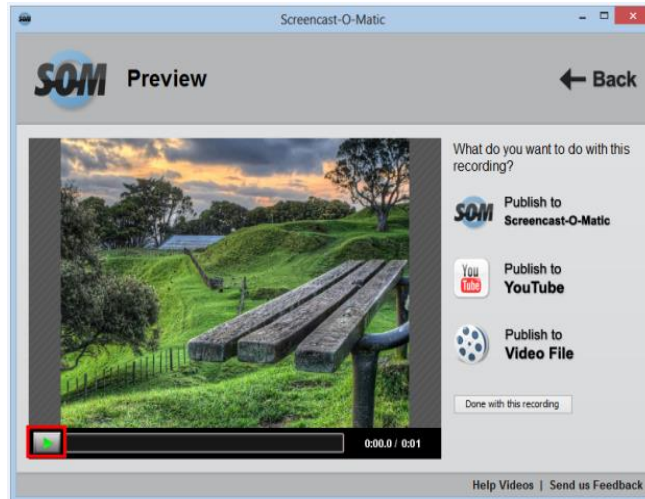 Screencast-O-Matic
SOM
Preview
Back
What do you want to do with this
recording?
SOM
Publish to
Screencast-O-Matic
You
Tube
Publish to
YouTube
Publish to
Video File
Done with this recording
0:00.0 / 0:01
Help Videos | Send us Feedback